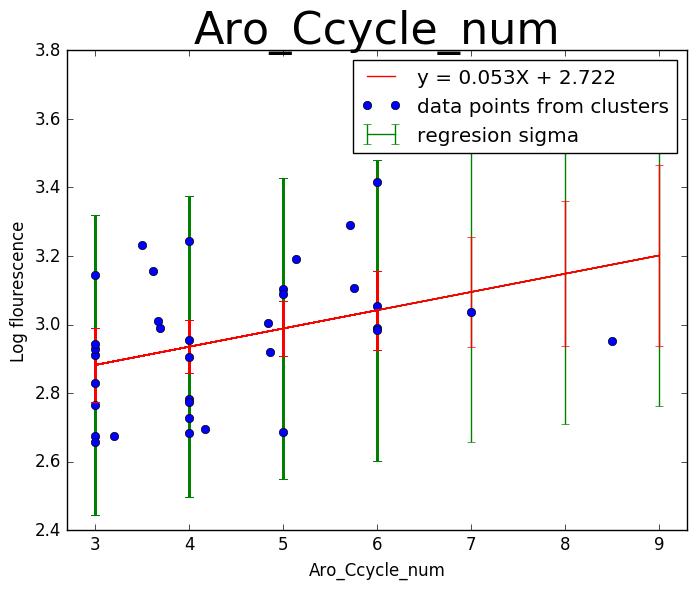 Aro_Ccycle_num
y = 0.053X + 2.722
data points from clusters
regresion sigma
Log flourescence
3.8
3.6
3.4
3.2
3.0
2.8
2.6
2.4
3 4 5 6 7 8 9
Aro_Ccycle_num